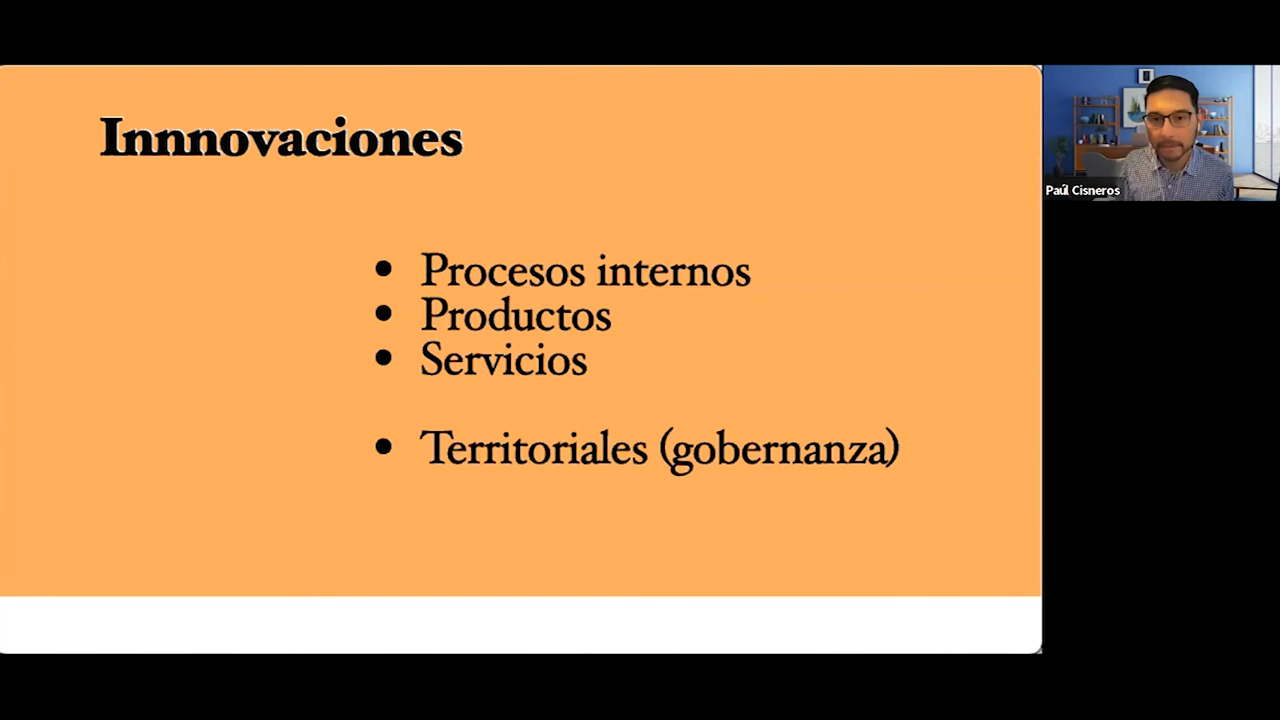 Innnovaciones
Paúl Cisneros
• Procesos internos
• Productos
• Servicios
• Territoriales (gobernanza)